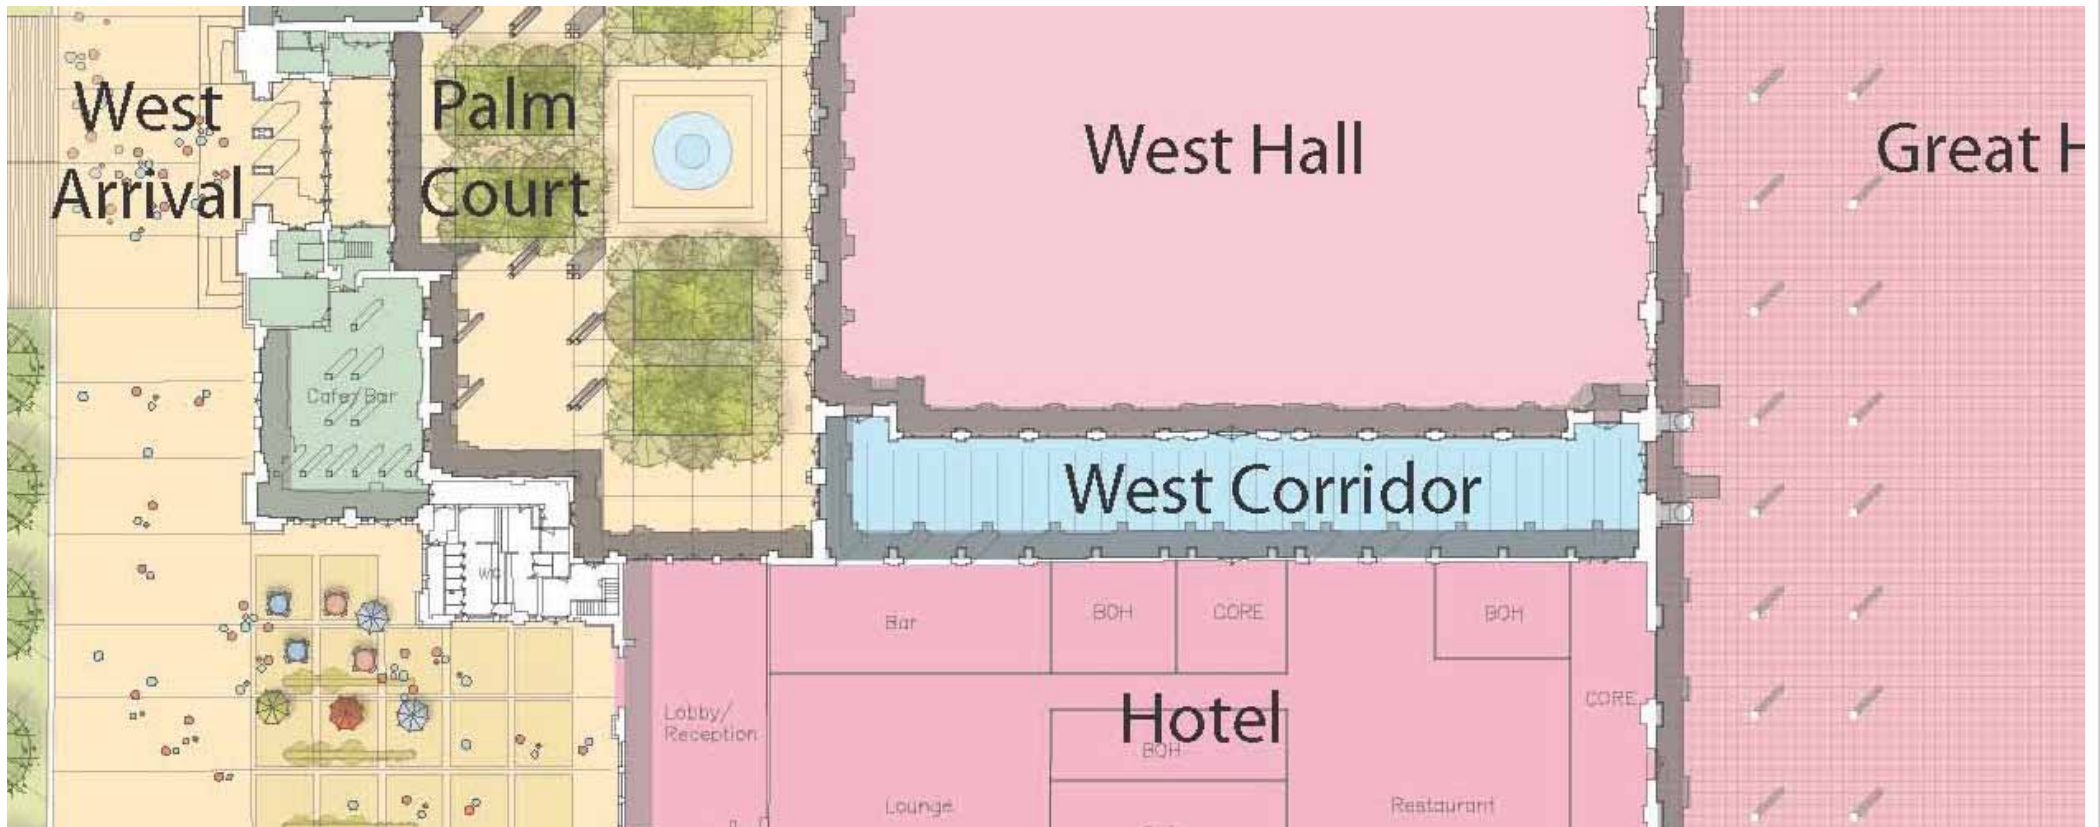 West
Arrival
Palm
Court
West Hall
Great H
Cafe/Bar
West Corridor
WC
Bar
BOH
CORE
BOH
Hotel
BOH
CORE
Lobby/
Reception
Lounge
Restaurant